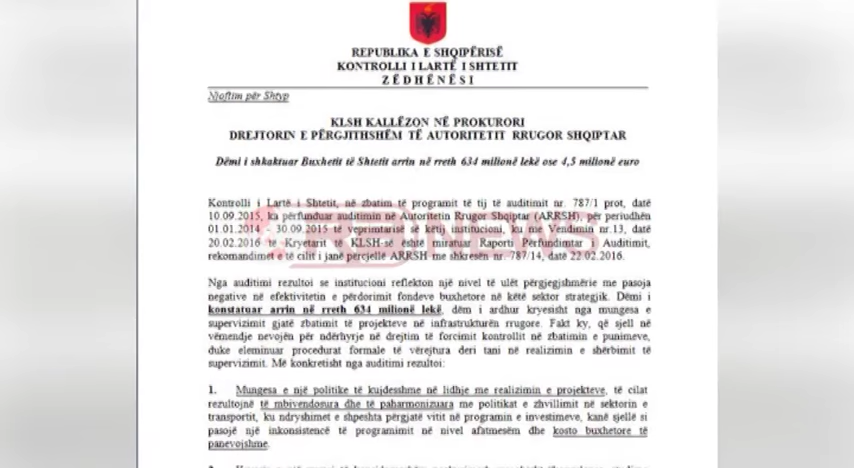 REPUBLIKA E SHQIPËRISË
KONTROLLI I LARTË I SHTETIT
ZËDHËNËSI
Njoftim për Shtyp
KLSH KALLËZON NË PROKURORI
DREJTORIN E PËRGJITHSHËM TË AUTORITETIT RRUGOR SHQIPTAR
Dëmi i shkaktuar Buxhetit të Shtetit arrin në rreth 634 milionë lekë ose 4,5 milionë euro
Kontrolli i Lartë i Shtetit, në zbatim të programit të tij të auditimit nr. 787/1 prot, datë
10.09.2015, ka përfunduar auditimin në Autoritetin Rrugor Shqiptar (ARRSH), për periudhën
01.01.2014 - 30.09.2015 të veprimtarisë së këtij institucioni, ku me Vendimin nr.13, datë
20.02.2016 të Kryetarit të KLSH-së është miratuar Raporti Përfundimtar i Auditimit,
rekomandimet e të cilit i janë përcjellë ARRSH me shkresën nr. 787/14, datë 22.02.2016.
Nga auditimi rezultoi se institucioni reflekton një nivel të ulët përgjegjshmërie me pasoja
negative në efektivitetin e përdorimit fondeve buxhetore në këtë sektor strategjik. Dëmi i
konstatuar arrin në rreth 634 milionë lekë, dëm i ardhur kryesisht nga mungesa e
supervizimit gjatë zbatimit të projekteve në infrastrukturën rrugore. Fakt ky, që sjell në
vëmendje nevojën për ndërhyrje në drejtim të forcimit kontrollit në zbatimin e punimeve,
duke eleminuar procedurat formale të vërejtura deri tani në realizimin e shërbimit të
supervizimit. Më konkretisht nga auditimi rezultoi:
1. Mungesa e një politike të kujdesshme në lidhje me realizimin e projekteve, të cilat
rezultojnë të mbivendosura dhe të paharmonizuara me politikat e zhvillimit në sektorin e
transportit, ku ndryshimet e shpeshta përgjatë vitit në programin e investimeve, kanë sjellë si
pasojë një inkonsistencë të programimit në nivel afatmesëm dhe kosto buxhetore të
panevojshme.
NEWS